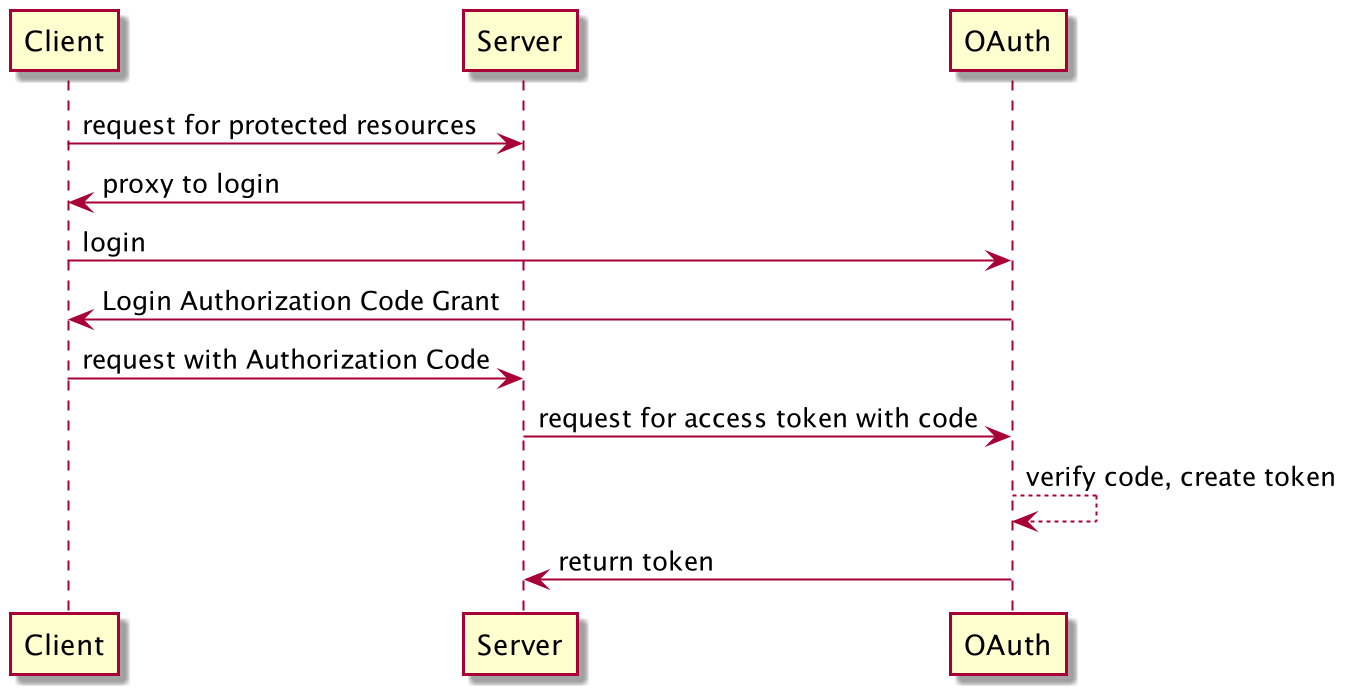 Client
Server
OAuth
request for protected resources
proxy to login
login
Login Authorization Code Grant
request with Authorization Code
request for access token with code
verify code, create token
return token
Client
Server
OAuth